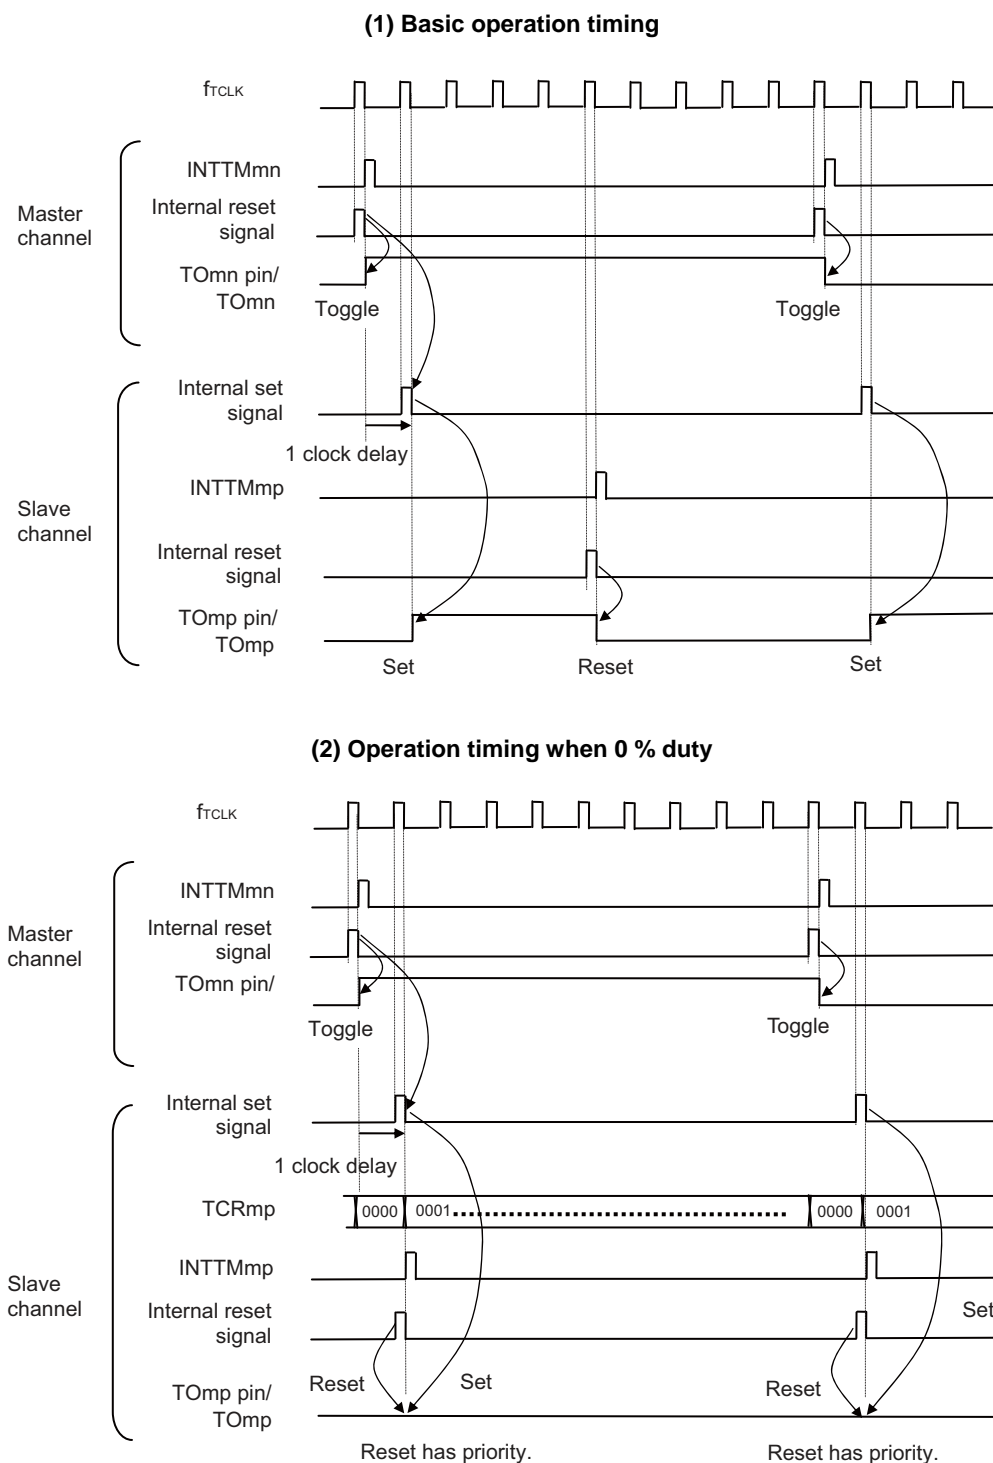 (1) Basic operation timing
fTCLK
INTTMmn
Internal reset
signal
Master
channel
TOmn pin/
TOmn
Toggle
Toggle
Internal set
signal
1 clock delay
INTTMmp
Slave
channel
Internal reset
signal
TOmp pin/
TOmp
Set
Reset
Set
(2) Operation timing when 0 % duty
fTCLK
INTTMmn
Internal reset
signal
Master
channel
TOmn pin/
Toggle
Toggle
Internal set
signal
1 clock delay
TCRmp
0000
0001
0000
0001
INTTMmp
Slave
channel
Internal reset
signal
Set
Reset
Set
Reset
TOmp pin/
TOmp
Reset has priority.
Reset has priority.